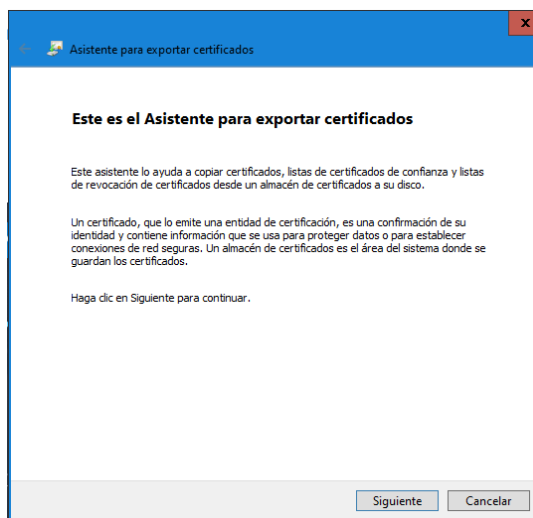 x
Asistente para exportar certificados
Este es el Asistente para exportar certificados
Este asistente lo ayuda a copiar certificados, listas de certificados de confianza y listas
de revocación de certificados desde un almacén de certificados a su disco.
Un certificado, que lo emite una entidad de certificación, es una confirmación de su
identidad y contiene información que se usa para proteger datos o para establecer
conexiones de red seguras. Un almacén de certificados es el área del sistema donde se
guardan los certificados.
Haga clic en Siguiente para continuar.
Siguiente
Cancelar